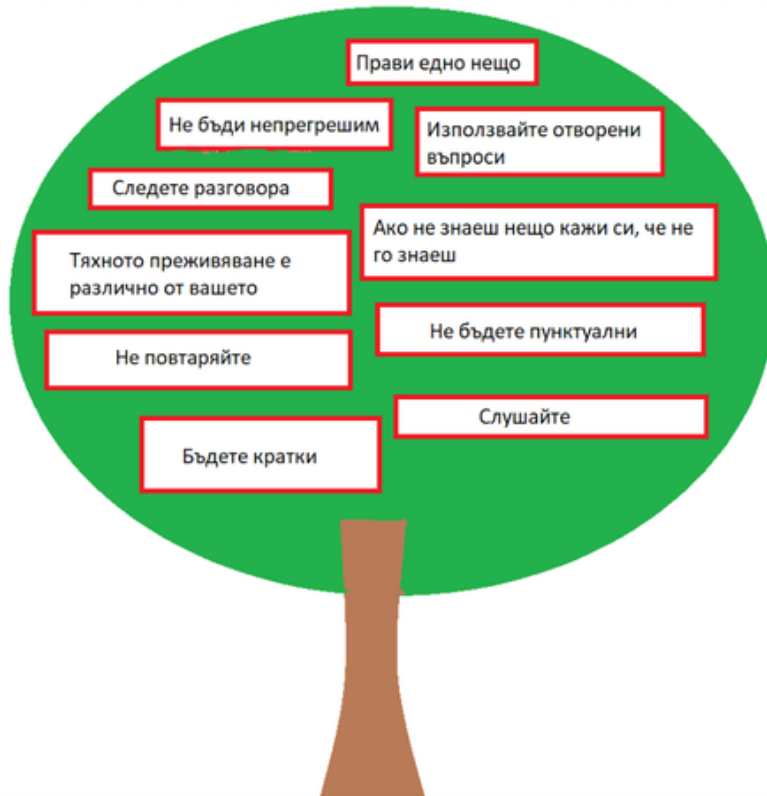 Прави едно нещо
Не бъди непрегрешим
Използвайте отворени
въпроси
Следете разговора
Ако не знаеш нещо кажи си, че не
го знаеш
Тяхното преживяване е
различно от вашето
Не бъдете пунктуални
Не повтаряйте
Слушайте
Бъдете кратки